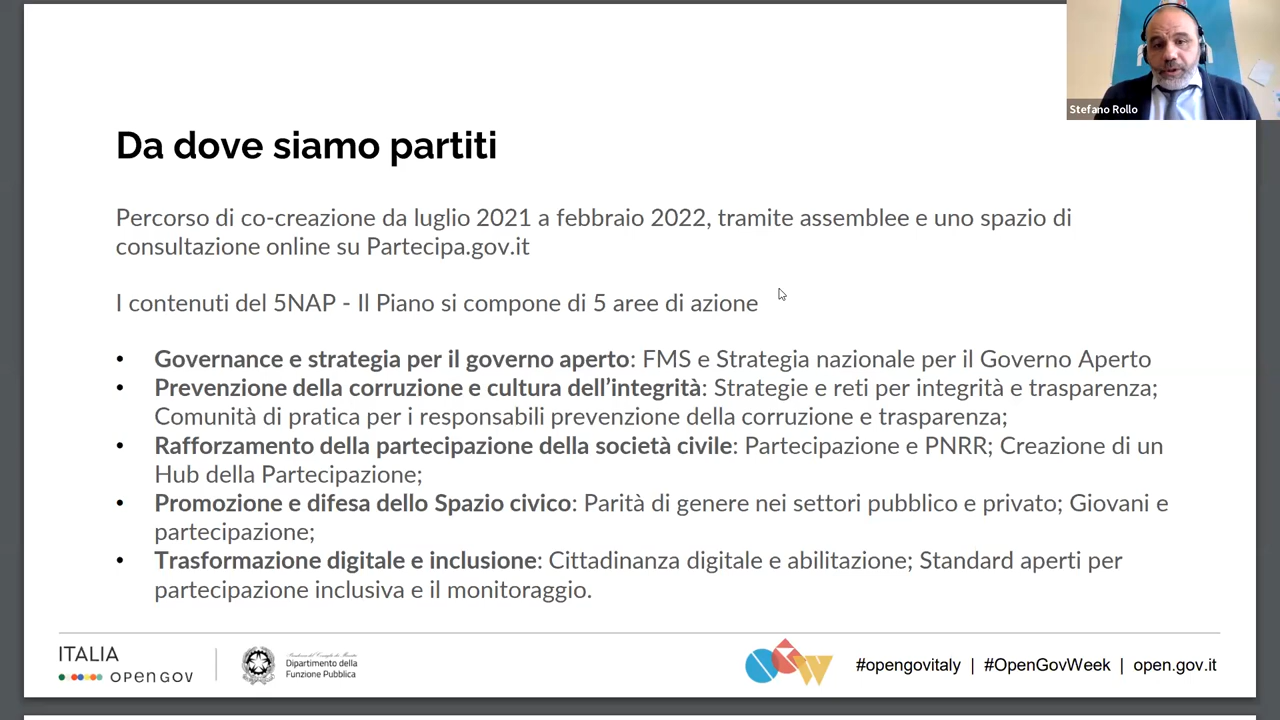 Stefano Rollo
Da dove siamo partiti
Percorso di co-creazione da luglio 2021 a febbraio 2022, tramite assemblee e uno spazio di
consultazione online su Partecipa.gov.it
I contenuti del 5NAP - Il Piano si compone di 5 aree di azione
• Governance e strategia per il governo aperto: FMS e Strategia nazionale per il Governo Aperto
• Prevenzione della corruzione e cultura dell’integrità: Strategie e reti per integrità e trasparenza;
Comunità di pratica per i responsabili prevenzione della corruzione e trasparenza;
• Rafforzamento della partecipazione della società civile: Partecipazione e PNRR; Creazione di un
Hub della Partecipazione;
• Promozione e difesa dello Spazio civico: Parità di genere nei settori pubblico e privato; Giovani e
partecipazione;
• Trasformazione digitale e inclusione: Cittadinanza digitale e abilitazione; Standard aperti per
partecipazione inclusiva e il monitoraggio.
ITALIA
OPEN GOV
Dipartimento della
Funzione Pubblica
#opengovitaly | #OpenGovWeek | open.gov.it